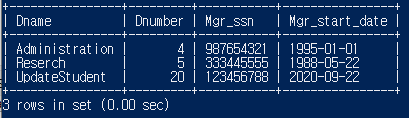 Dname | Dnumber | Mgr_ssn | Mgr_start_date |
| Administration | 4 | 987654321 | 1995-01-01 |
| Reserch | 5 | 333445555 | 1988-05-22 |
| UpdateStudent | 20 | 123456788 | 2020-09-22 |
3 rows in set (0.00 sec)